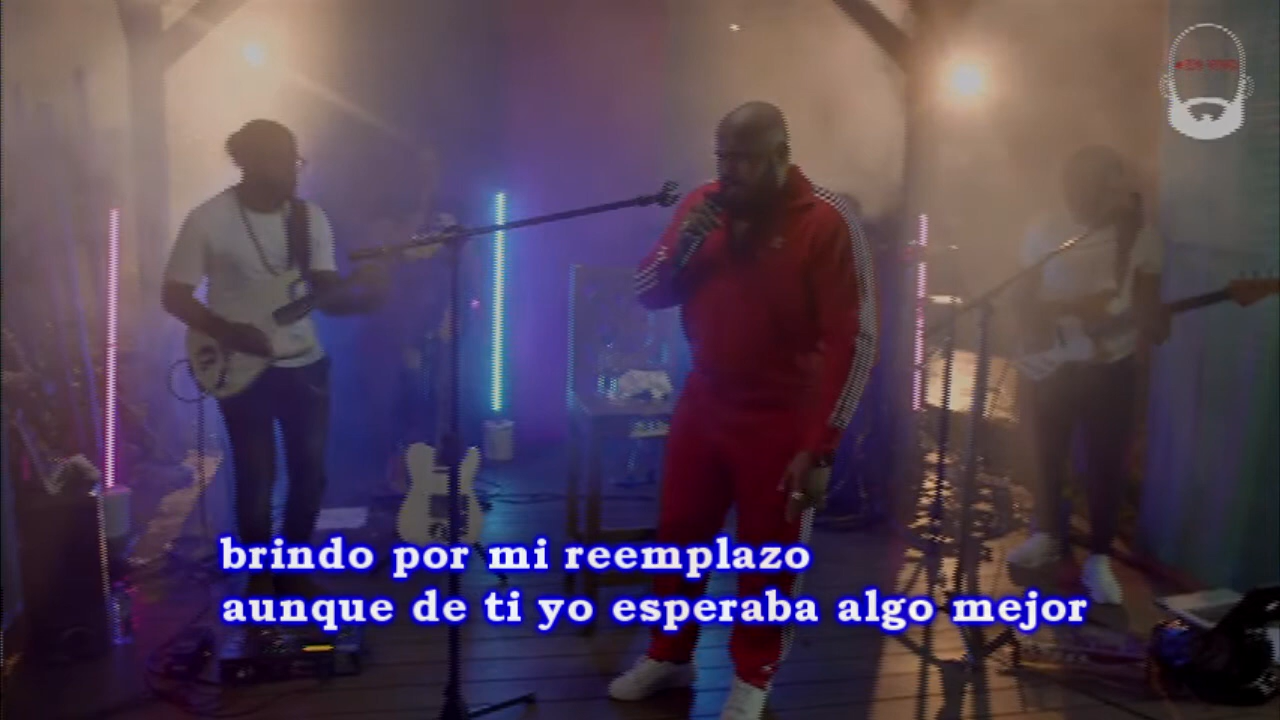 brindo por mi reemplazo
aunque de ti yo esperaba algo mejor